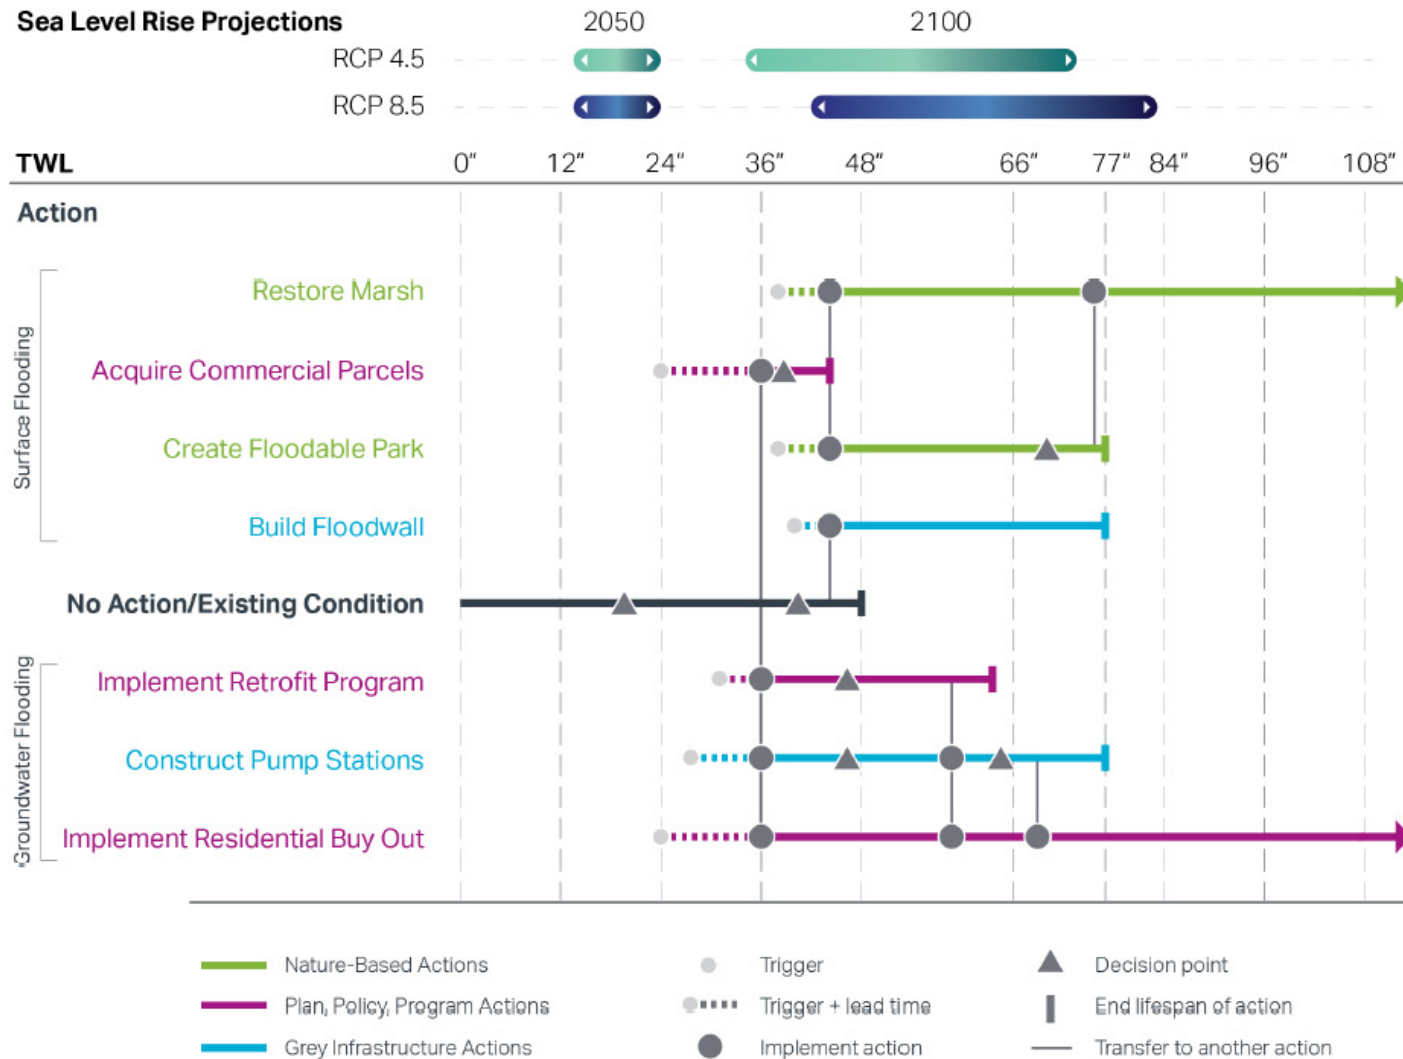 Sea Level Rise Projections 2050 2100
RCP 4.5
RCP 8.5
TWL 0" 12" 24" 36" 48" 66" 77" 84" 96" 108"
Action
Surface Flooding
Restore Marsh
Acquire Commercial Parcels
Create Floodable Park
Build Floodwall
No Action/Existing Condition
*Groundwater Flooding
Implement Retrofit Program
Construct Pump Stations
Implement Residential Buy Out
Nature-Based Actions Trigger Decision point
Plan, Policy, Program Actions Trigger + lead time End lifespan of action
Grey Infrastructure Actions Implement action Transfer to another action